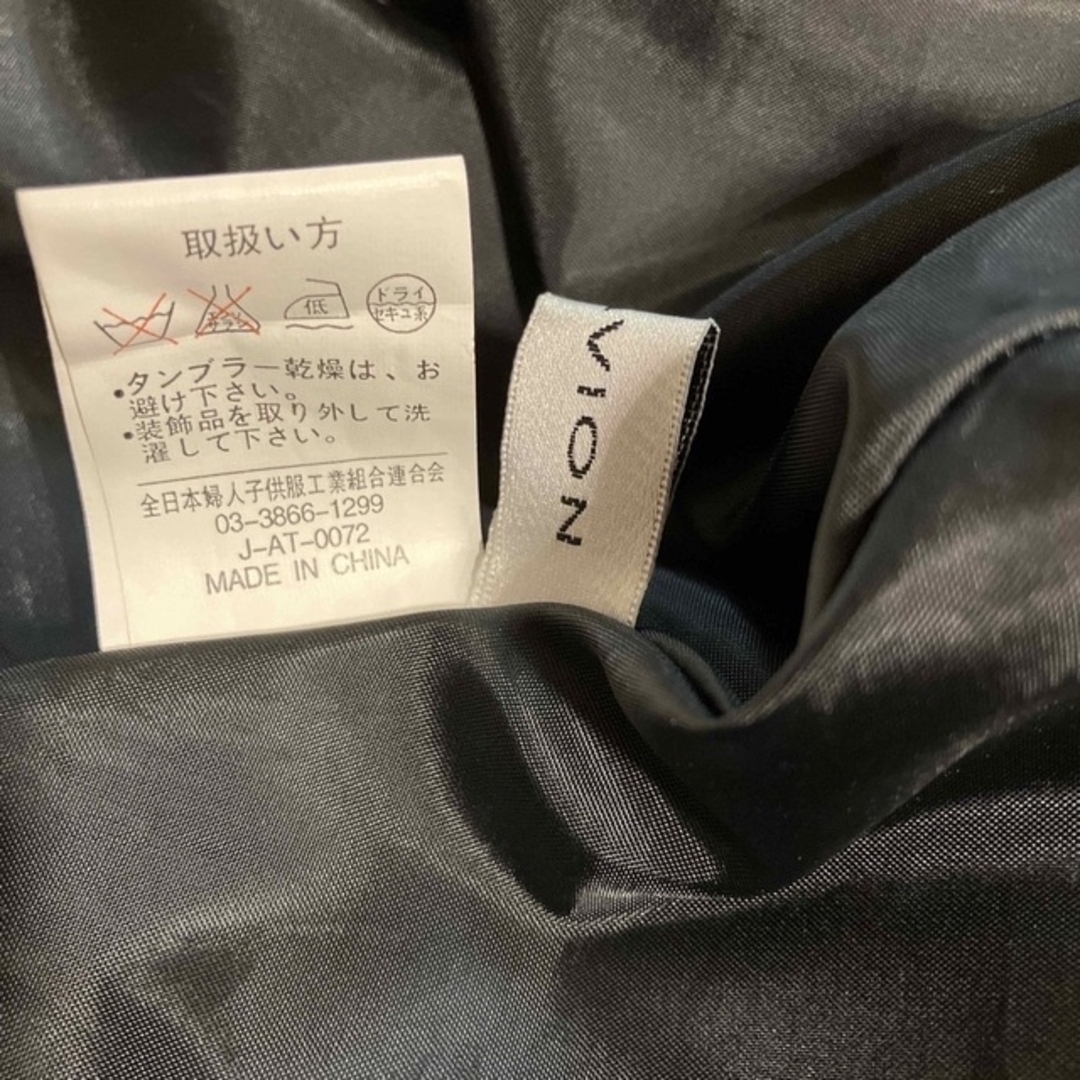 取扱い方
サラシ
低
ドライ
セキユ系
•タンブラー乾燥は、お
避け下さい。
•装飾品を取り外して洗
濯して下さい。
全日本婦人子供服工業組合連合会
03-3866-1299
J-AT-0072
MADE IN CHINA
VION